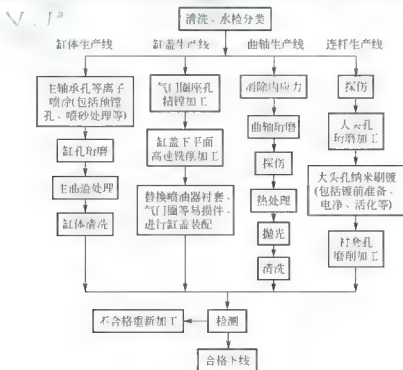 清洗、水检分类
缸体生产线
缸盖生产线
曲轴生产线
连杆生产线
主轴承孔等离子
喷涂(包括预镗
孔、喷砂处理等)
缸孔珩磨
主曲道处理
缸体清洗
气门圈座孔
精镗加工
缸盖下平面
高速铣削加工
替换喷油器衬套、
气门圈等易损件、
进行缸盖装配
消除内应力
曲轴珩磨
探伤
热处理
抛光
清洗
探伤
大头孔
珩磨加工
大头孔纳米刷镀
(包括镀前准备、
电净、活化等)
衬套孔
磨削加工
不合格重新加工
检测
合格下线